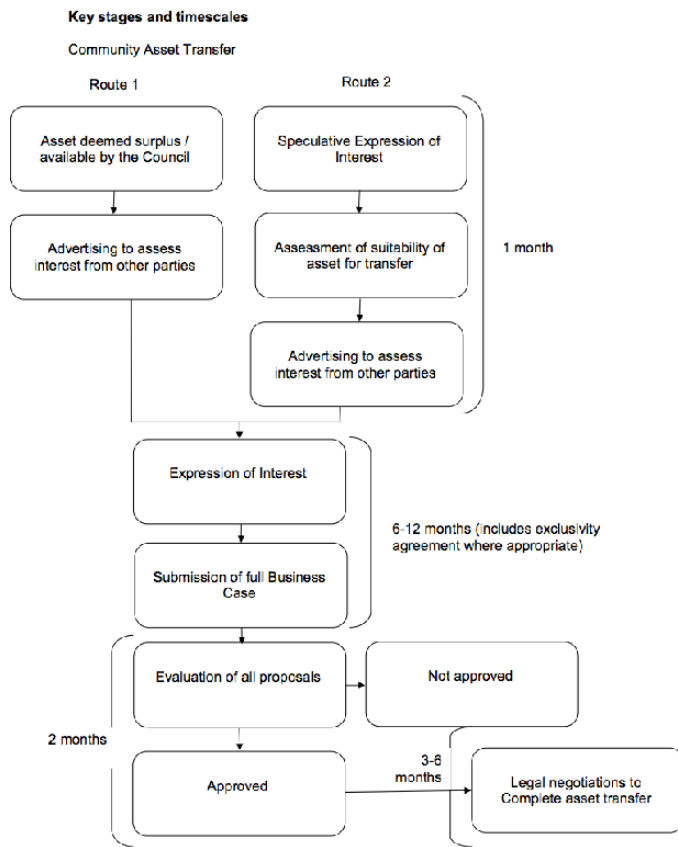 Key stages and timescales
Community Asset Transfer
Route 1
Route 2
Asset deemed surplus /
available by the Council
Speculative Expression of
Interest
Advertising to assess
interest from other parties
Assessment of suitability of
asset for transfer
1 month
Advertising to assess
interest from other parties
Expression of Interest
6-12 months (includes exclusivity
agreement where appropriate)
Submission of full Business
Case
Evaluation of all proposals
Not approved
2 months
Approved
3-6
months
Legal negotiations to
Complete asset transfer